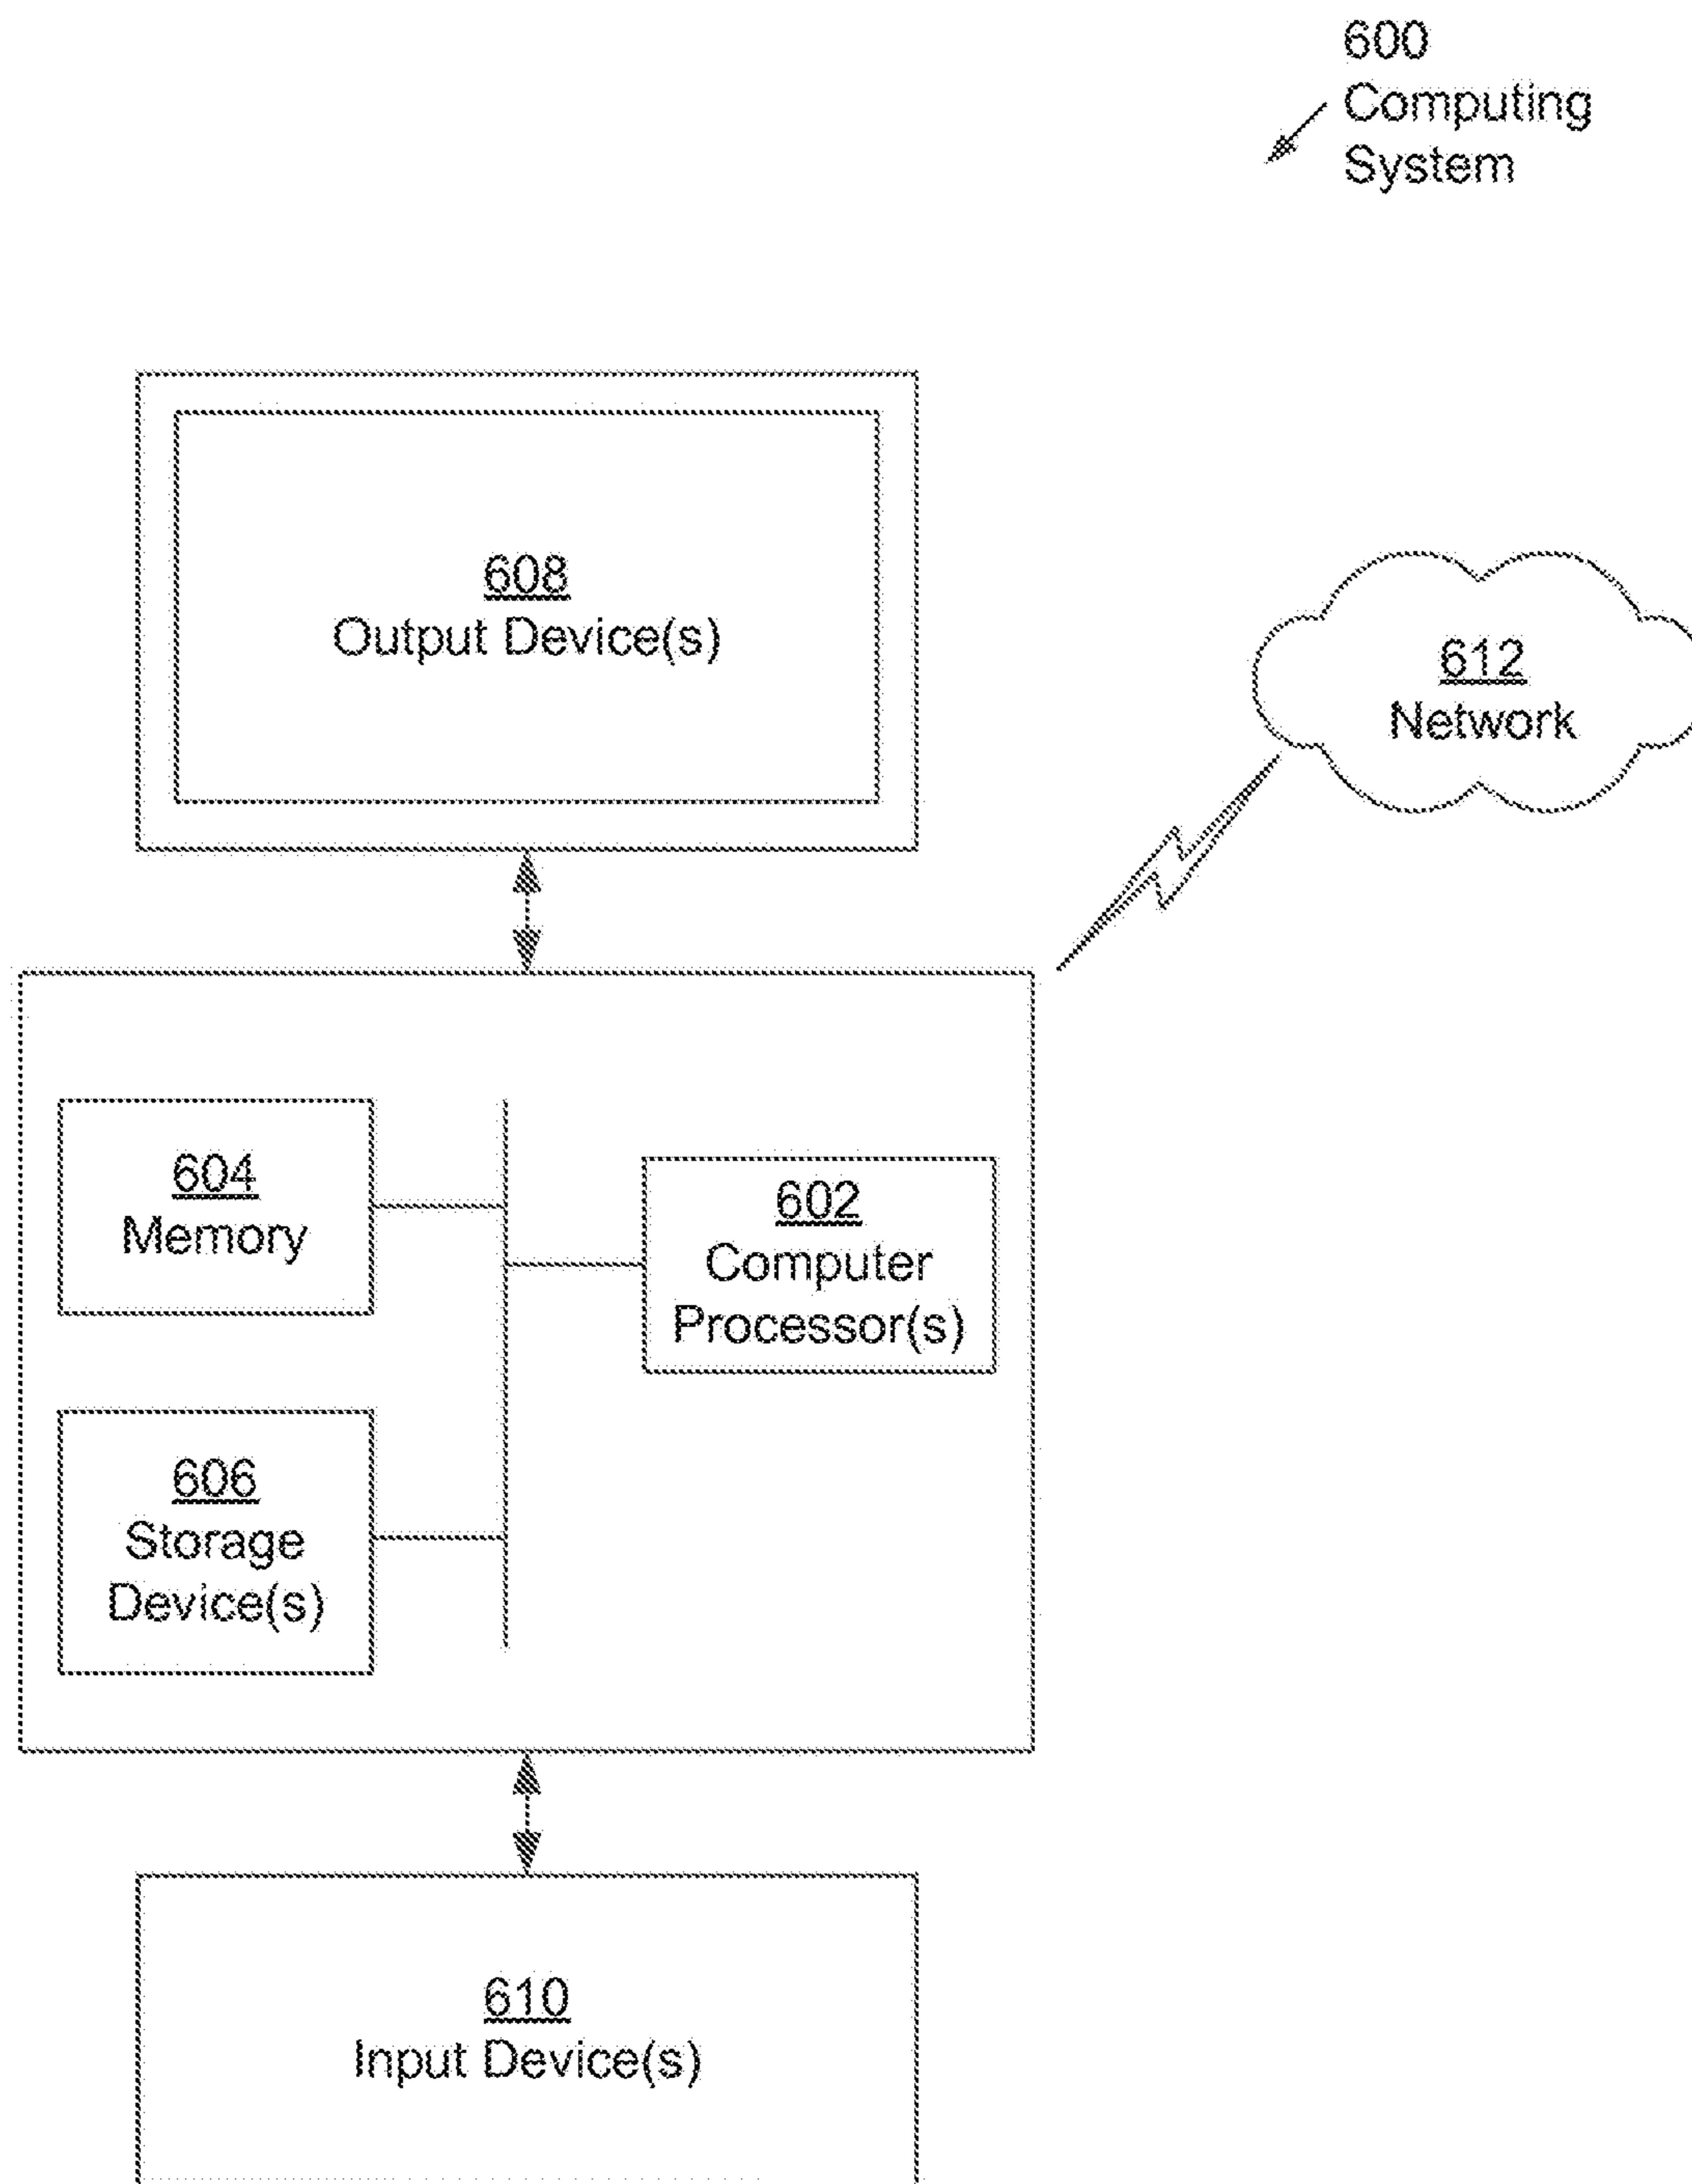 600
Computing
System
608
Output Device(s)
612
Network
604
Memory
602
Computer
Processor(s)
606
Storage
Device(s)
610
Input Device(s)